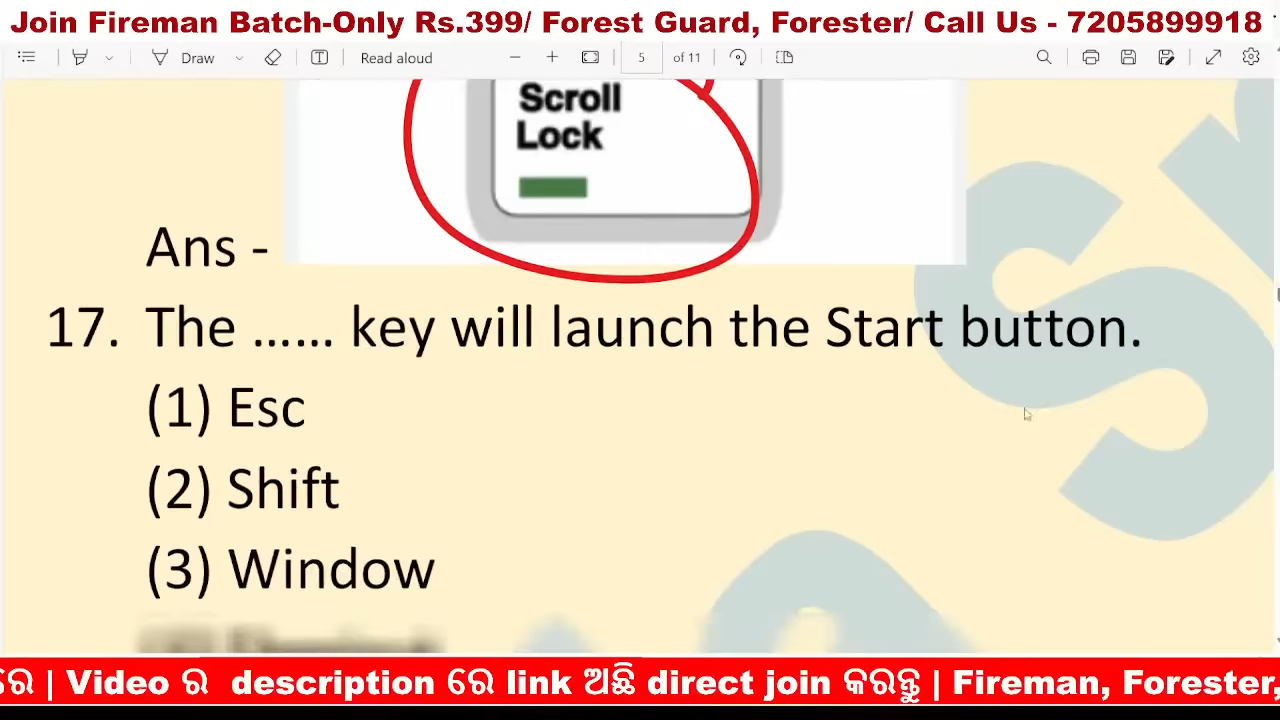 Join Fireman Batch-Only Rs.399/ Forest Guard, Forester/ Call Us - 7205899918
Draw
Read aloud
5
of 11
Scroll
Lock
Ans -
17. The ...... key will launch the Start button.
(1) Esc
(2) Shift
(3) Window
ରେ | Video ର description ରେ link ଅଛି direct join କରନ୍ତୁ | Fireman, Forester,